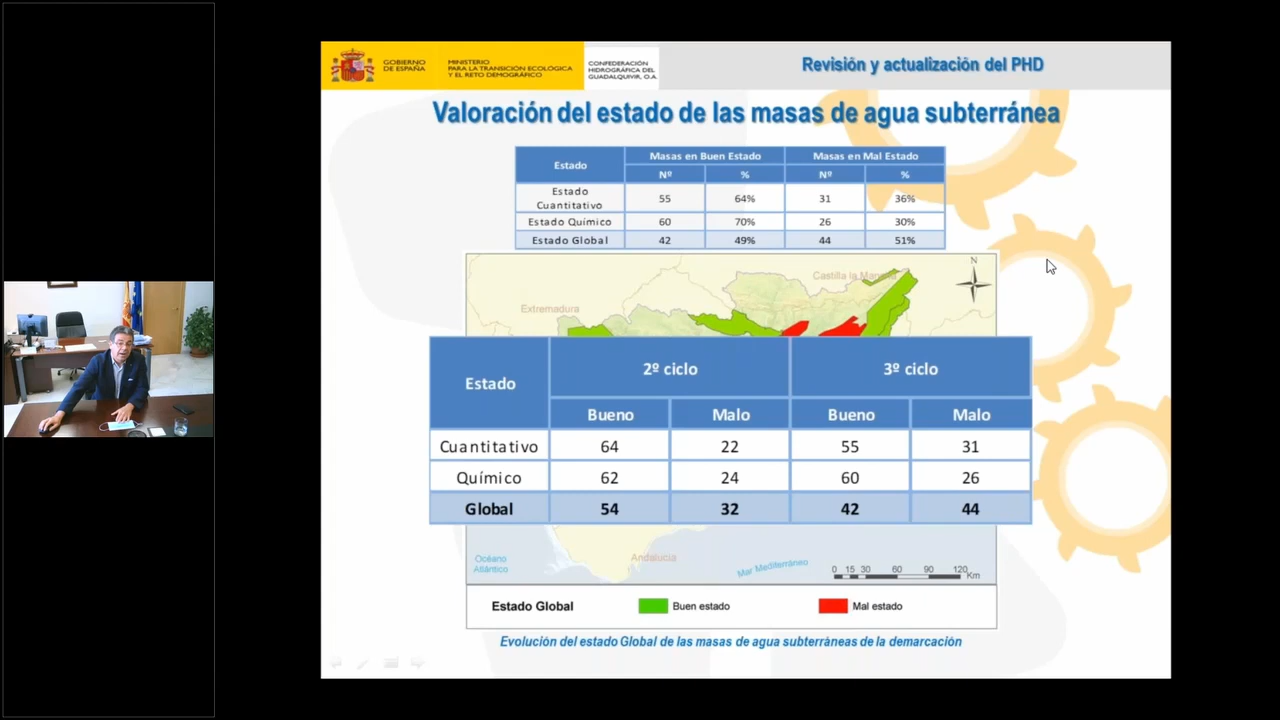 GOBIERNO
DE ESPAÑA
MINISTERIO
PARA LA TRANSICIÓN ECOLÓGICA
Y EL RETO DEMOGRÁFICO
CONFEDERACIÓN
HIDROGRÁFICA DEL
GUADALQUIVIR, O.A.
Revisión y actualización del PHD
Valoración del estado de las masas de agua subterránea
Estado Masas en Buen Estado Masas en Mal Estado
Nº % Nº %
Estado
Cuantitativo 55 64% 31 36%
Estado Químico 60 70% 26 30%
Estado Global 42 49% 44 51%
N
Castilla la Mancha
Extremadura
Estado 2º ciclo 3º ciclo
Bueno Malo Bueno Malo
Cuantitativo 64 22 55 31
Químico 62 24 60 26
Global 54 32 42 44
Océano
Atlántico
Andalucía
Mar Mediterráneo
0 15 30 60 90 120
Km
Estado Global Buen estado Mal estado
Evolución del estado Global de las masas de agua subterráneas de la demarcación